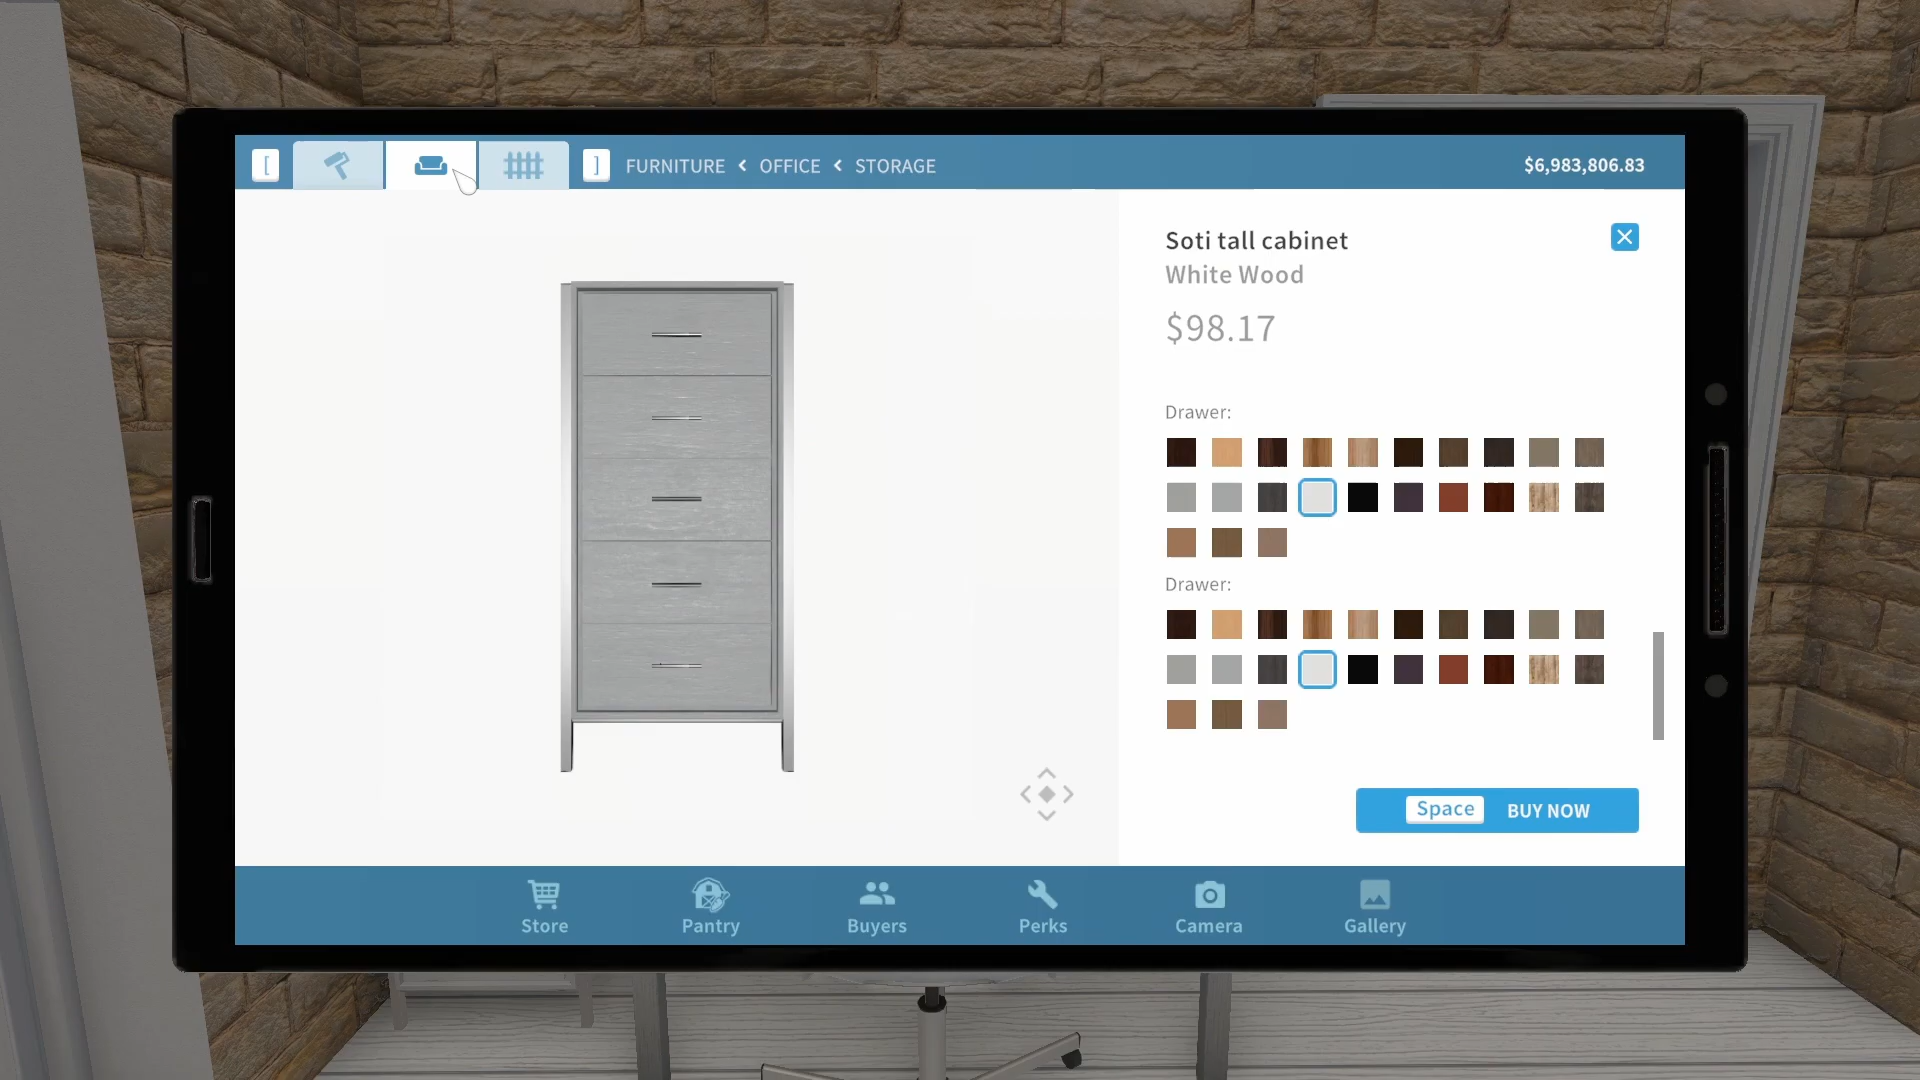 [ ] FURNITURE < OFFICE < STORAGE $6,983,806.83
Soti tall cabinet
White Wood
$98.17
Drawer:
Drawer:
Space BUY NOW
Store Pantry Buyers Perks Camera Gallery